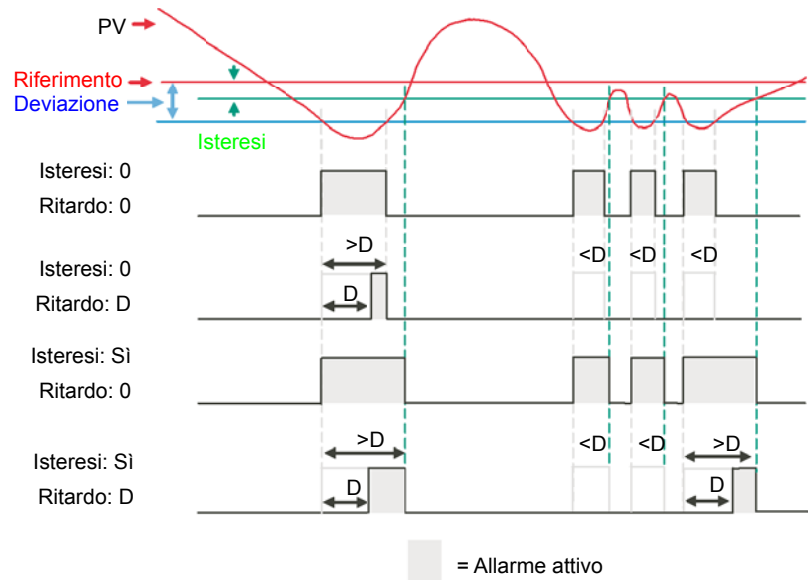 PV
Riferimento
Deviazione
Isteresi
Isteresi: 0
Ritardo: 0
>D
<D
<D
<D
Isteresi: 0
Ritardo: D
D
Isteresi: Sì
Ritardo: 0
>D
<D
<D
>D
Isteresi: Sì
Ritardo: D
D
D
= Allarme attivo